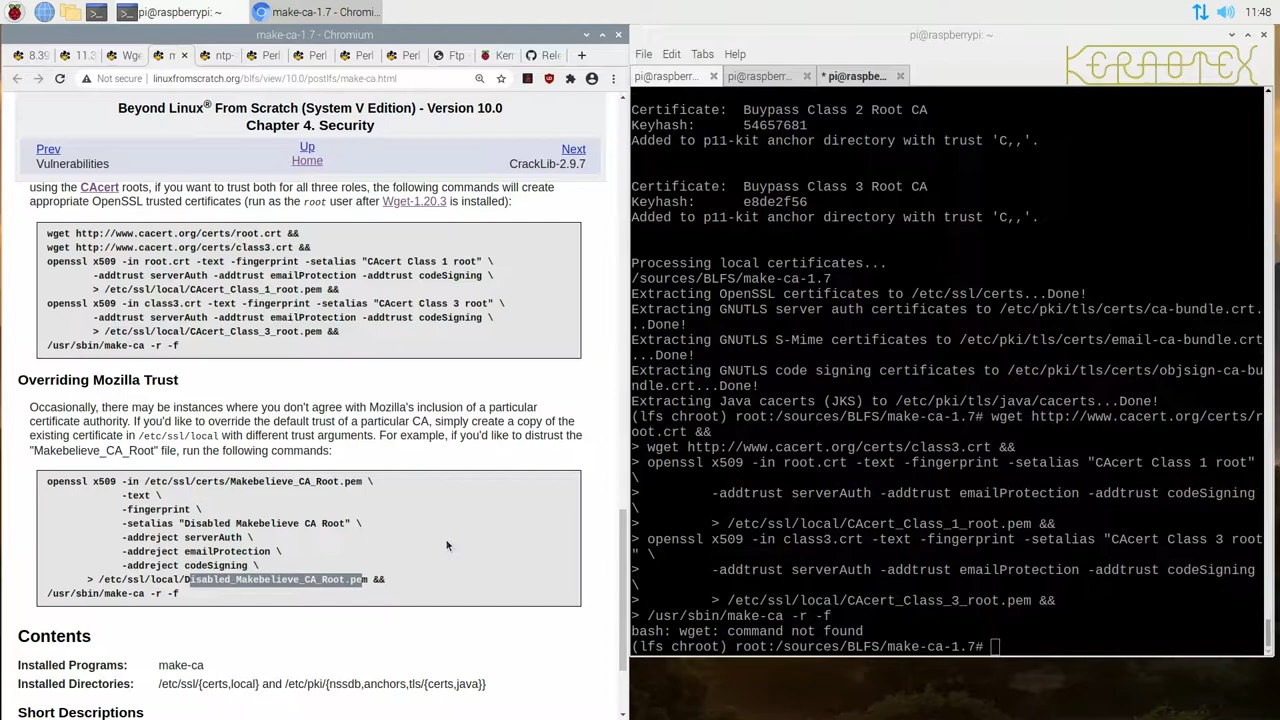 pi@raspberrypi: ~
make-ca-1.7 - Chromi...
11:48
make-ca-1.7 - Chromium
8.39
11.3
Wge
m
ntp-
Perl
Perl
Perl
Perl
Ftp
Kerr
Rele
Not secure | linuxfromscratch.org/blfs/view/10.0/postlfs/make-ca.html
Beyond Linux® From Scratch (System V Edition) - Version 10.0
Chapter 4. Security
Prev
Up
Next
Vulnerabilities
Home
CrackLib-2.9.7
using the CAcert roots, if you want to trust both for all three roles, the following commands will create
appropriate OpenSSL trusted certificates (run as the root user after Wget-1.20.3 is installed):
wget http://www.cacert.org/certs/root.crt &&
wget http://www.cacert.org/certs/class3.crt &&
openssl x509 -in root.crt -text -fingerprint -setalias "CAcert Class 1 root" \
-addtrust serverAuth -addtrust emailProtection -addtrust codeSigning \
> /etc/ssl/local/CAcert_Class_1_root.pem &&
openssl x509 -in class3.crt -text -fingerprint -setalias "CAcert Class 3 root" \
-addtrust serverAuth -addtrust emailProtection -addtrust codeSigning \
> /etc/ssl/local/CAcert_Class_3_root.pem &&
/usr/sbin/make-ca -r -f
Overriding Mozilla Trust
Occasionally, there may be instances where you don't agree with Mozilla's inclusion of a particular
certificate authority. If you'd like to override the default trust of a particular CA, simply create a copy of the
existing certificate in /etc/ssl/local with different trust arguments. For example, if you'd like to distrust the
"Makebelieve_CA_Root" file, run the following commands:
openssl x509 -in /etc/ssl/certs/Makebelieve_CA_Root.pem \
-text \
-fingerprint \
-setalias "Disabled Makebelieve CA Root" \
-addreject serverAuth \
-addreject emailProtection \
-addreject codeSigning \
> /etc/ssl/local/Disabled_Makebelieve_CA_Root.pem &&
/usr/sbin/make-ca -r -f
Contents
Installed Programs: make-ca
Installed Directories: /etc/ssl/{certs,local} and /etc/pki/{nssdb,anchors,tls/{certs,java}}
Short Descriptions
pi@raspberrypi: ~
File Edit Tabs Help
KERAOTEX
pi@raspberr...
pi@raspberr...
* pi@raspbe...
Certificate: Buypass Class 2 Root CA
Keyhash: 54657681
Added to p11-kit anchor directory with trust 'C,,'.
Certificate: Buypass Class 3 Root CA
Keyhash: e8de2f56
Added to p11-kit anchor directory with trust 'C,,'.
Processing local certificates...
/sources/BLFS/make-ca-1.7
Extracting OpenSSL certificates to /etc/ssl/certs...Done!
Extracting GNUTLS server auth certificates to /etc/pki/tls/certs/ca-bundle.crt.
..Done!
Extracting GNUTLS S-Mime certificates to /etc/pki/tls/certs/email-ca-bundle.crt
...Done!
Extracting GNUTLS code signing certificates to /etc/pki/tls/certs/objsign-ca-bu
ndle.crt...Done!
Extracting Java cacerts (JKS) to /etc/pki/tls/java/cacerts...Done!
(lfs chroot) root:/sources/BLFS/make-ca-1.7# wget http://www.cacert.org/certs/r
oot.crt &&
> wget http://www.cacert.org/certs/class3.crt &&
> openssl x509 -in root.crt -text -fingerprint -setalias "CAcert Class 1 root"
\
> -addtrust serverAuth -addtrust emailProtection -addtrust codeSigning
\
> > /etc/ssl/local/CAcert_Class_1_root.pem &&
> openssl x509 -in class3.crt -text -fingerprint -setalias "CAcert Class 3 root
" \
> -addtrust serverAuth -addtrust emailProtection -addtrust codeSigning
\
> > /etc/ssl/local/CAcert_Class_3_root.pem &&
> /usr/sbin/make-ca -r -f
bash: wget: command not found
(lfs chroot) root:/sources/BLFS/make-ca-1.7#